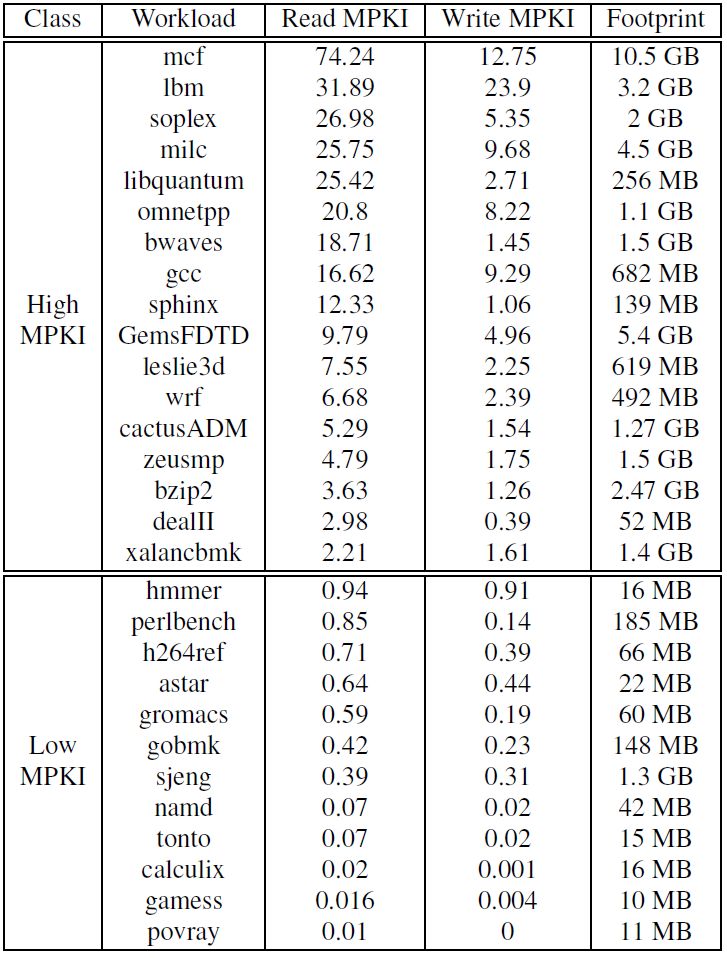 Class Workload Read MPKI Write MPKI Footprint
mcf 74.24 12.75 10.5 GB
lbm 31.89 23.9 3.2 GB
soplex 26.98 5.35 2 GB
milc 25.75 9.68 4.5 GB
libquantum 25.42 2.71 256 MB
omnetpp 20.8 8.22 1.1 GB
bwaves 18.71 1.45 1.5 GB
gcc 16.62 9.29 682 MB
High sphinx 12.33 1.06 139 MB
MPKI GemsFDTD 9.79 4.96 5.4 GB
leslie3d 7.55 2.25 619 MB
wrf 6.68 2.39 492 MB
cactusADM 5.29 1.54 1.27 GB
zeusmp 4.79 1.75 1.5 GB
bzip2 3.63 1.26 2.47 GB
dealII 2.98 0.39 52 MB
xalancbmk 2.21 1.61 1.4 GB
hmmer 0.94 0.91 16 MB
perlbench 0.85 0.14 185 MB
h264ref 0.71 0.39 66 MB
astar 0.64 0.44 22 MB
gromacs 0.59 0.19 60 MB
Low gobmk 0.42 0.23 148 MB
MPKI sjeng 0.39 0.31 1.3 GB
namd 0.07 0.02 42 MB
tonto 0.07 0.02 15 MB
calculix 0.02 0.001 16 MB
gamess 0.016 0.004 10 MB
povray 0.01 0 11 MB